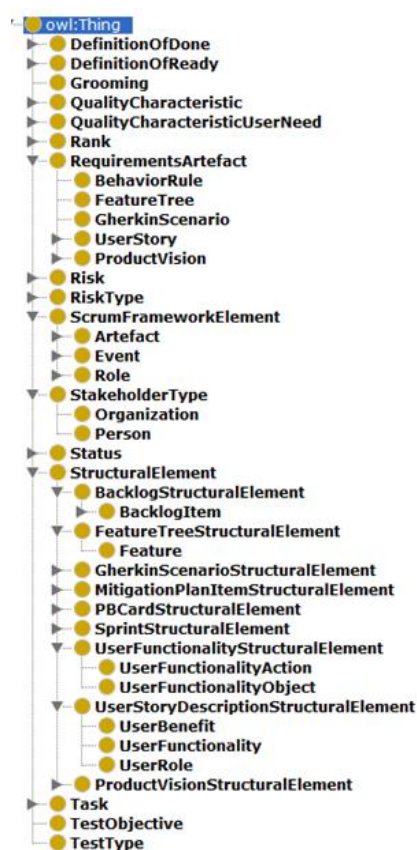 owl:Thing
DefinitionOfDone
DefinitionOfReady
Grooming
QualityCharacteristic
QualityCharacteristicUserNeed
Rank
RequirementsArtefact
BehaviorRule
FeatureTree
GherkinScenario
UserStory
ProductVision
Risk
RiskType
ScrumFrameworkElement
Artefact
Event
Role
StakeholderType
Organization
Person
Status
StructuralElement
BacklogStructuralElement
BacklogItem
FeatureTreeStructuralElement
Feature
GherkinScenarioStructuralElement
MitigationPlanItemStructuralElement
PBCardStructuralElement
SprintStructuralElement
UserFunctionalityStructuralElement
UserFunctionalityAction
UserFunctionalityObject
UserStoryDescriptionStructuralElement
UserBenefit
UserFunctionality
UserRole
ProductVisionStructuralElement
Task
TestObjective
TestType